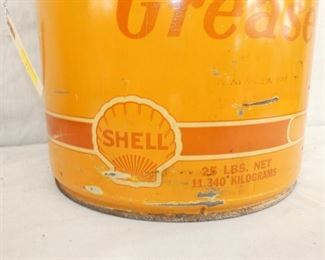 Grease
SHELL
25 LBS. NET
11.340 KILOGRAMS